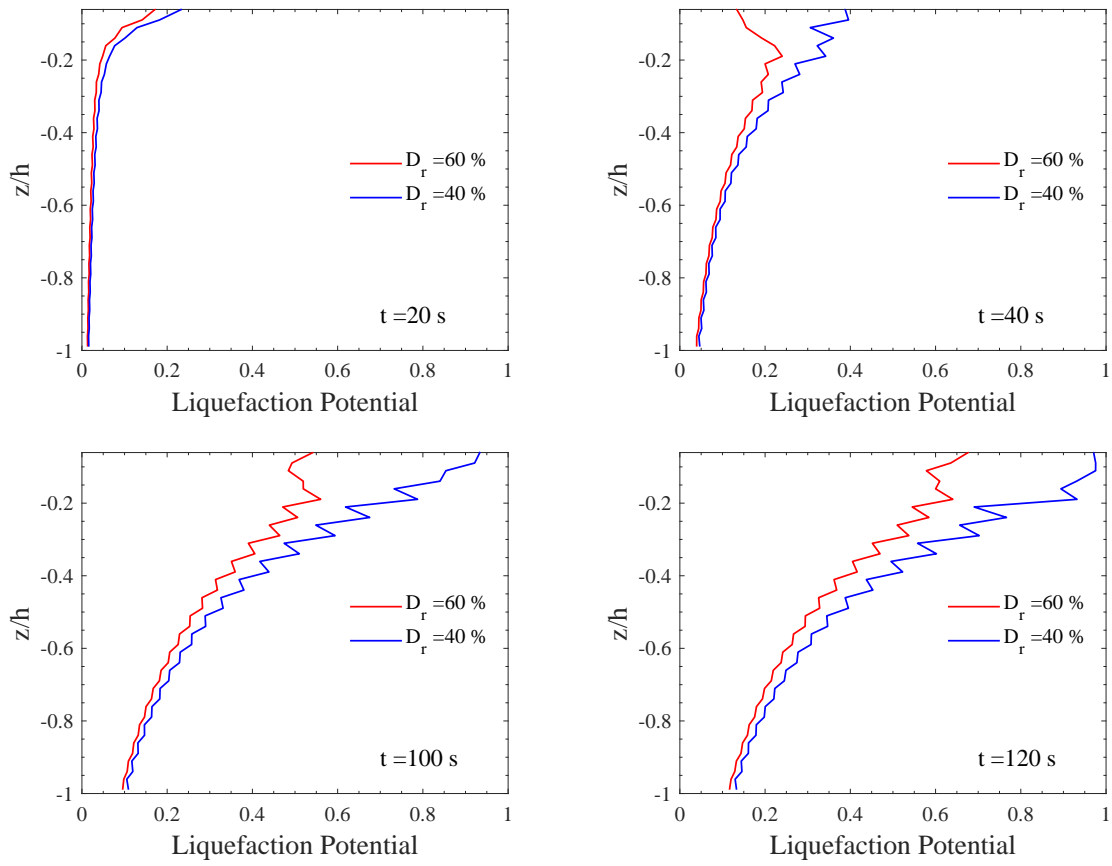 -0.2
-0.4
-0.6
-0.8
-1
z/h
D_r =60 %
D_r =40 %
t =20 s
0 0.2 0.4 0.6 0.8 1
Liquefaction Potential
-0.2
-0.4
-0.6
-0.8
-1
z/h
D_r =60 %
D_r =40 %
t =40 s
0 0.2 0.4 0.6 0.8 1
Liquefaction Potential
-0.2
-0.4
-0.6
-0.8
-1
z/h
D_r =60 %
D_r =40 %
t =100 s
0 0.2 0.4 0.6 0.8 1
Liquefaction Potential
-0.2
-0.4
-0.6
-0.8
-1
z/h
D_r =60 %
D_r =40 %
t =120 s
0 0.2 0.4 0.6 0.8 1
Liquefaction Potential